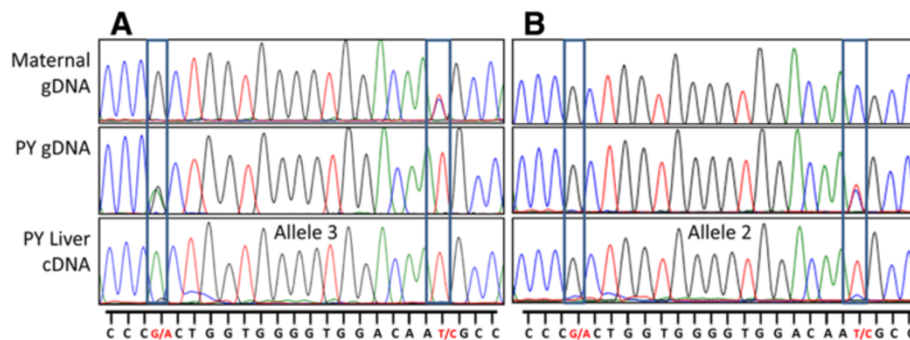 A B
Maternal
gDNA
PY gDNA
PY Liver
cDNA
Allele 3 Allele 2
C C C G/A C T G G T G G G G T G G A C A A T/C G C C
C C C G/A C T G G T G G G G T G G A C A A T/C G C